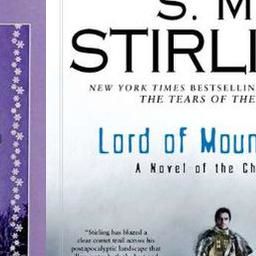 S. M
STIRLI
NEW YORK TIMES BESTSELLIN
THE TEARS OF THE
Lord of Moun
A Novel of the Ch
"Stirling has blazed a
clear comet trail across his
postapocalyptic landscape that